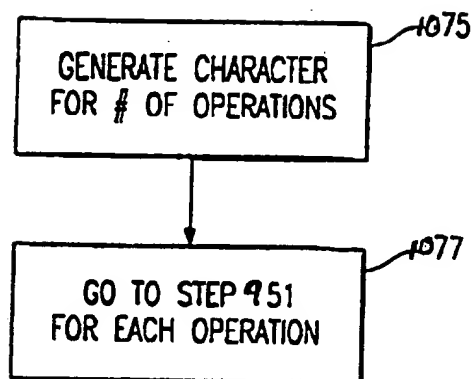 1075
GENERATE CHARACTER
FOR # OF OPERATIONS
1077
GO TO STEP 951
FOR EACH OPERATION